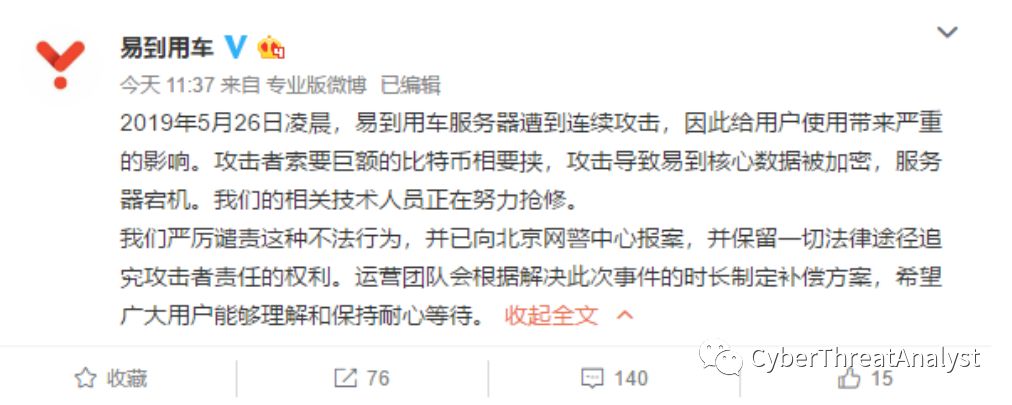 易到用车
今天 11:37 来自 专业版微博 已编辑
2019年5月26日凌晨，易到用车服务器遭到连续攻击，因此给用户使用带来严重
的影响。攻击者索要巨额的比特币相要挟，攻击导致易到核心数据被加密，服务
器宕机。我们的相关技术人员正在努力抢修。
我们严厉谴责这种不法行为，并已向北京网警中心报案，并保留一切法律途径追
究攻击者责任的权利。运营团队会根据解决此次事件的时长制定补偿方案，希望
广大用户能够理解和保持耐心等待。 收起全文
CyberThreatAnalyst
收藏 76 140 15